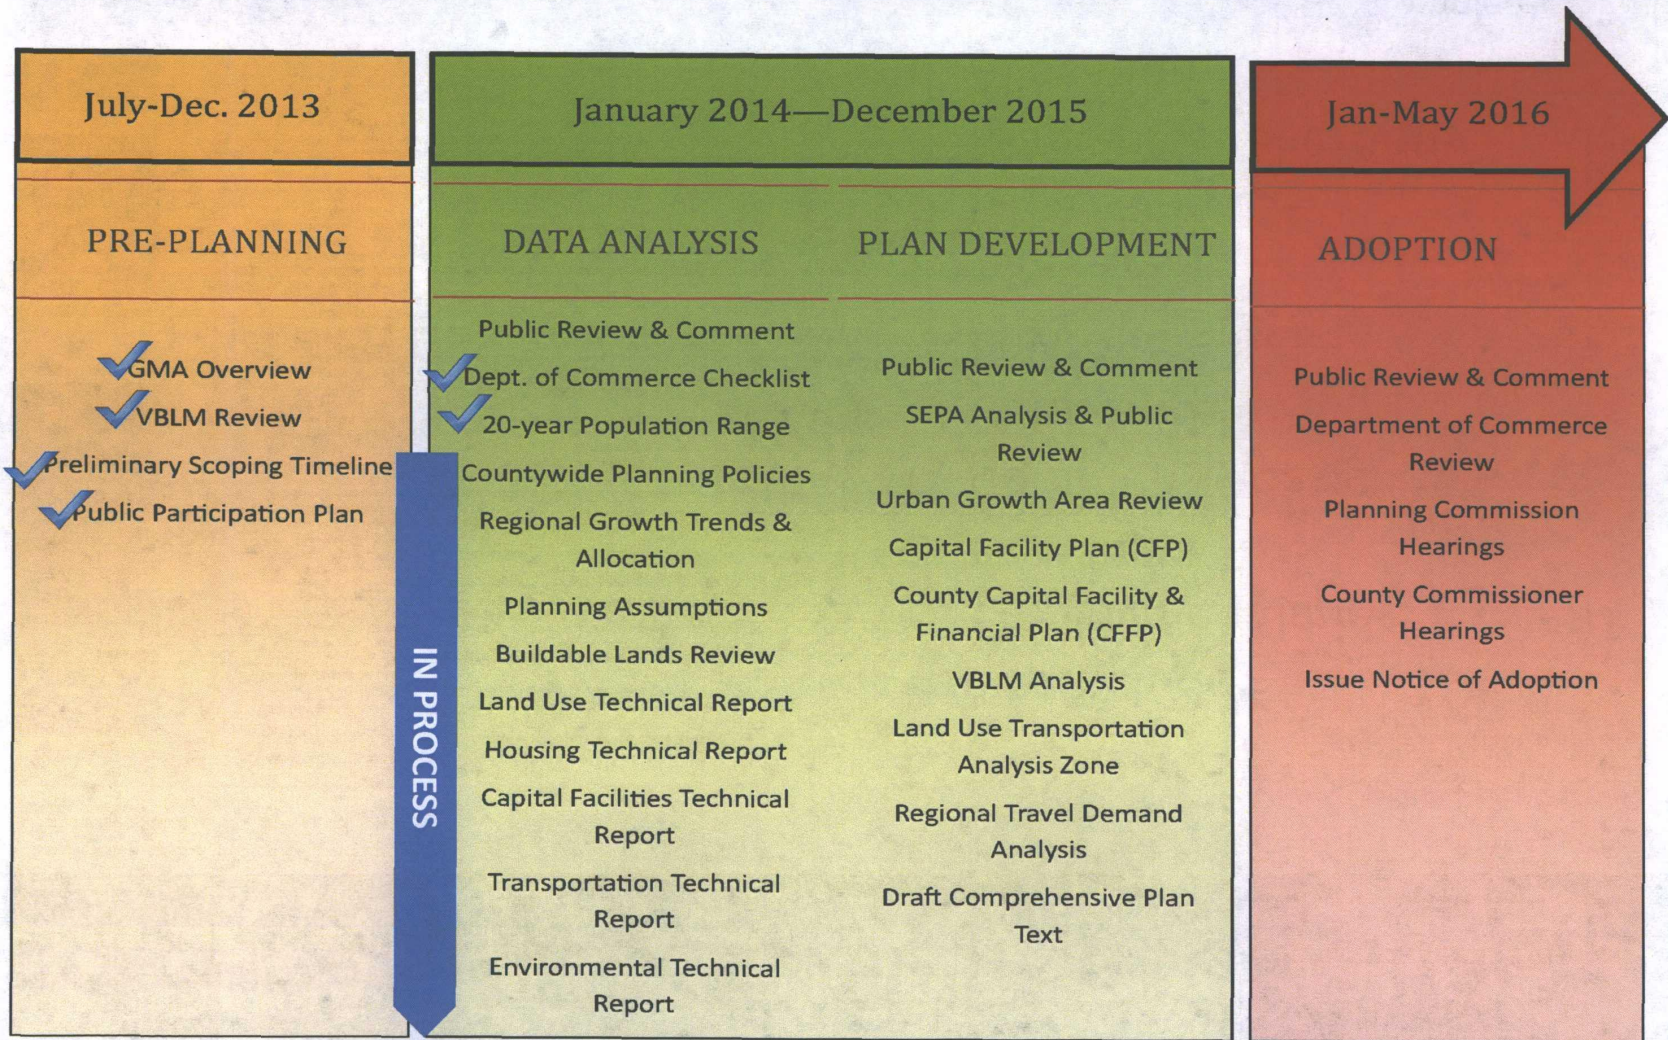 July-Dec. 2013
January 2014—December 2015
Jan-May 2016
PRE-PLANNING
DATA ANALYSIS
PLAN DEVELOPMENT
ADOPTION
GMA Overview
VBLM Review
Preliminary Scoping Timeline
Public Participation Plan
IN PROCESS
Public Review & Comment
Dept. of Commerce Checklist
20-year Population Range
Countywide Planning Policies
Regional Growth Trends &
Allocation
Planning Assumptions
Buildable Lands Review
Land Use Technical Report
Housing Technical Report
Capital Facilities Technical
Report
Transportation Technical
Report
Environmental Technical
Report
Public Review & Comment
SEPA Analysis & Public
Review
Urban Growth Area Review
Capital Facility Plan (CFP)
County Capital Facility &
Financial Plan (CFFP)
VBLM Analysis
Land Use Transportation
Analysis Zone
Regional Travel Demand
Analysis
Draft Comprehensive Plan
Text
Public Review & Comment
Department of Commerce
Review
Planning Commission
Hearings
County Commissioner
Hearings
Issue Notice of Adoption